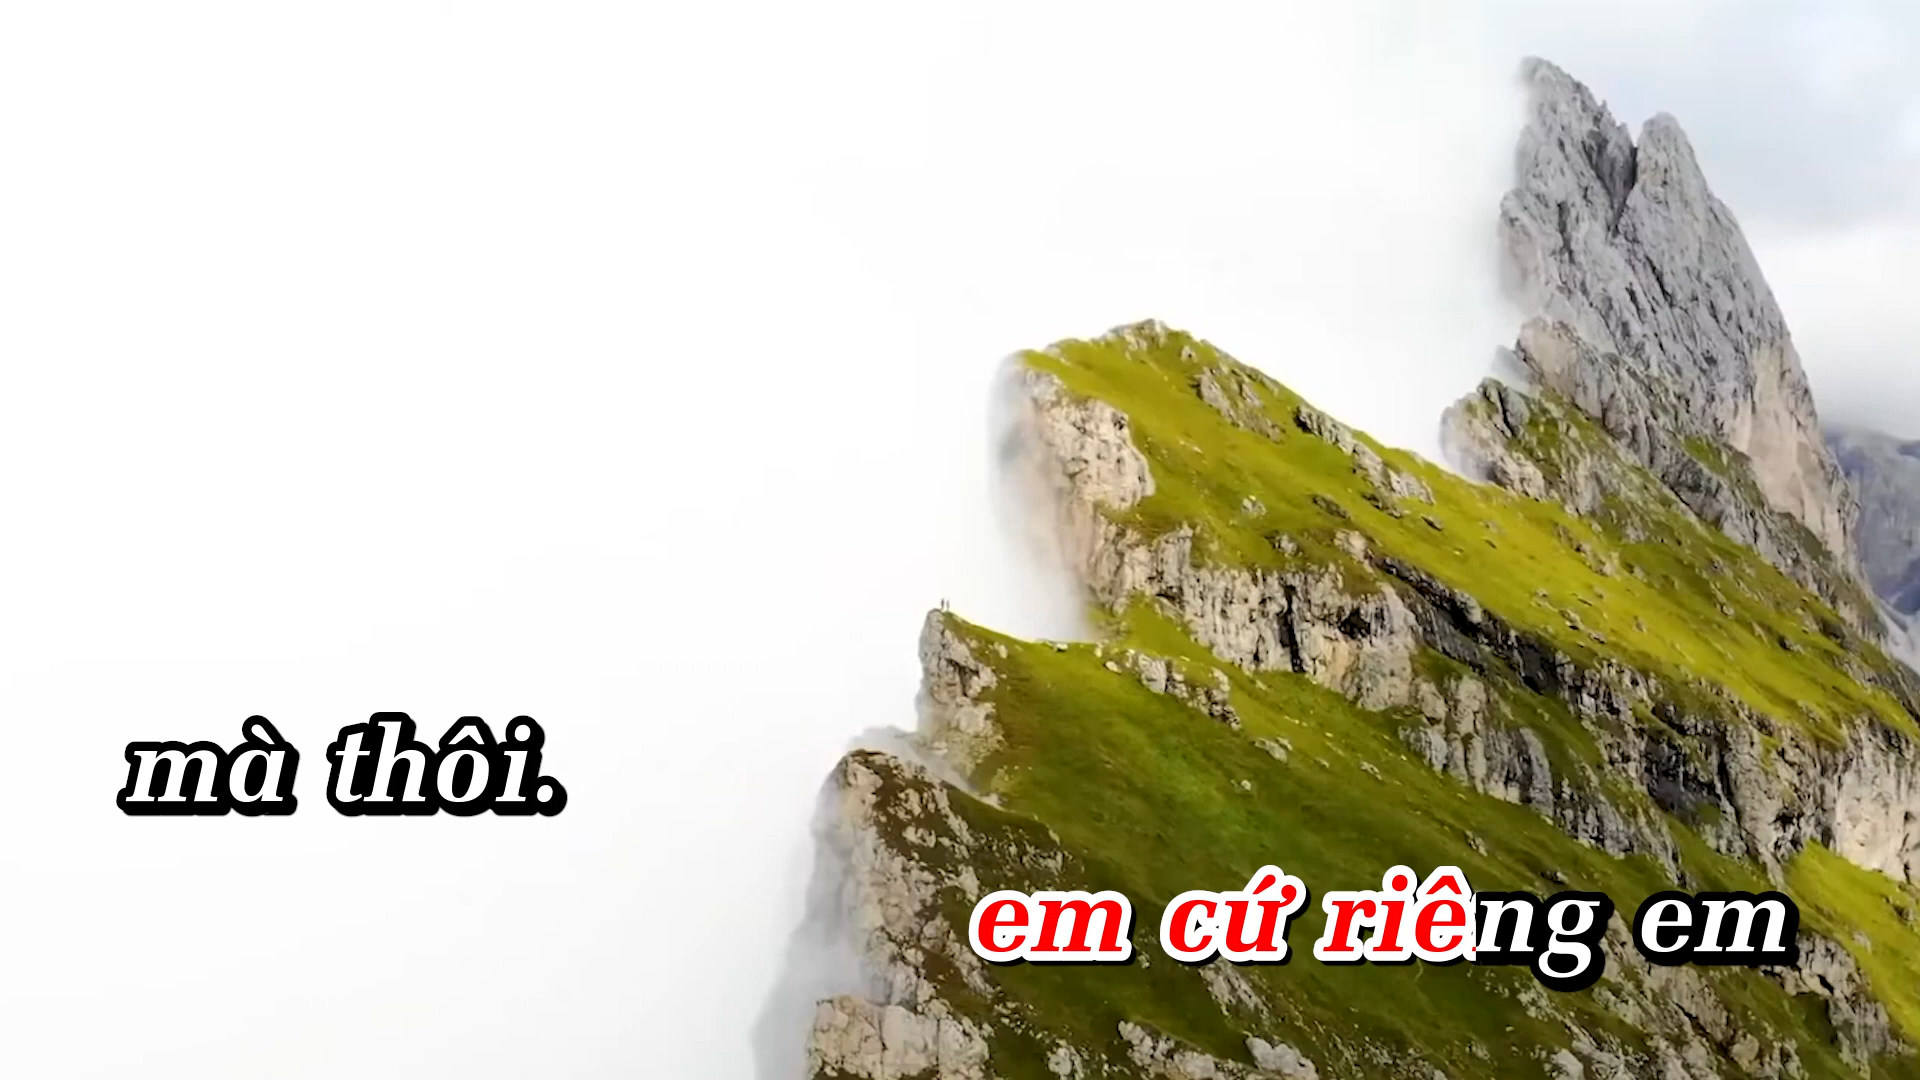 mà thôi.
em cứ riêng em